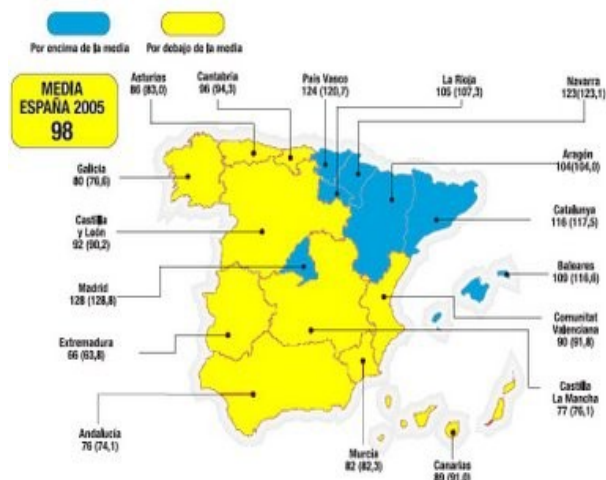 Por encima de la media
Por debajo de la media
MEDIA
ESPAÑA 2005
98
Asturias
86 (83,0)
Cantabria
96 (94,3)
País Vasco
124 (120,7)
La Rioja
105 (107,3)
Navarra
123(123,1)
Galicia
80 (76,6)
Aragón
104(104,0)
Castilla
y León
92 (90,2)
Catalunya
116 (117,5)
Madrid
128 (128,8)
Baleares
109 (116,6)
Extremadura
66 (63,8)
Comunitat
Valenciana
90 (91,8)
Castilla
La Mancha
77 (76,1)
Andalucía
76 (74,1)
Murcia
82 (82,3)
Canarias
89 (91,0)